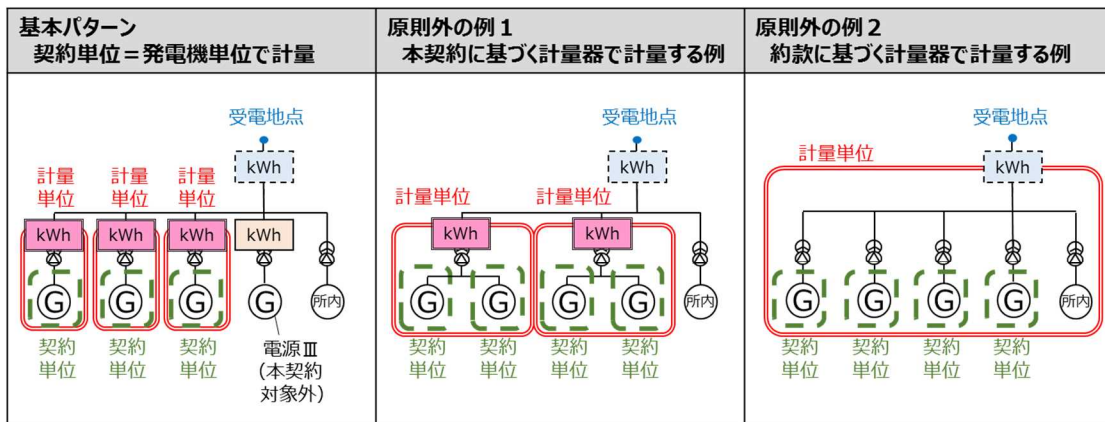 基本パターン
契約単位＝発電機単位で計量
受電地点
kWh
計量
単位
計量
単位
計量
単位
kWh
kWh
kWh
kWh
G
G
G
G
所内
契約
単位
契約
単位
契約
単位
電源Ⅲ
（本契約
対象外）
原則外の例１
本契約に基づく計量器で計量する例
受電地点
kWh
計量単位
計量単位
kWh
kWh
G
G
G
G
所内
契約
単位
契約
単位
契約
単位
契約
単位
原則外の例２
約款に基づく計量器で計量する例
受電地点
計量単位
kWh
G
G
G
G
所内
契約
単位
契約
単位
契約
単位
契約
単位